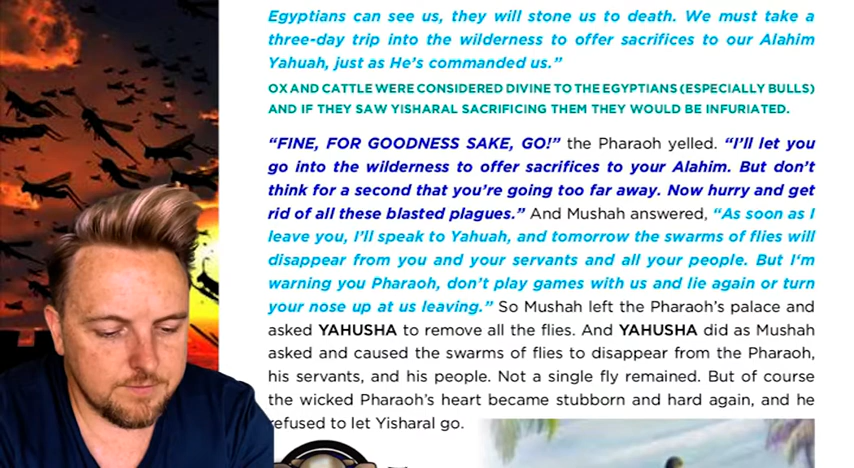 Egyptians can see us, they will stone us to death. We must take a
three-day trip into the wilderness to offer sacrifices to our Alahim
Yahuah, just as He's commanded us."
OX AND CATTLE WERE CONSIDERED DIVINE TO THE EGYPTIANS (ESPECIALLY BULLS)
AND IF THEY SAW YISHARAL SACRIFICING THEM THEY WOULD BE INFURIATED.
"FINE, FOR GOODNESS SAKE, GO!" the Pharaoh yelled. "I'll let you
go into the wilderness to offer sacrifices to your Alahim. But don't
think for a second that you're going too far away. Now hurry and get
rid of all these blasted plagues." And Mushah answered, "As soon as I
leave you, I'll speak to Yahuah, and tomorrow the swarms of flies will
disappear from you and your servants and all your people. But I'm
warning you Pharaoh, don't play games with us and lie again or turn
your nose up at us leaving." So Mushah left the Pharaoh's palace and
asked YAHUSHA to remove all the flies. And YAHUSHA did as Mushah
asked and caused the swarms of flies to disappear from the Pharaoh,
his servants, and his people. Not a single fly remained. But of course
the wicked Pharaoh's heart became stubborn and hard again, and he
refused to let Yisharal go.